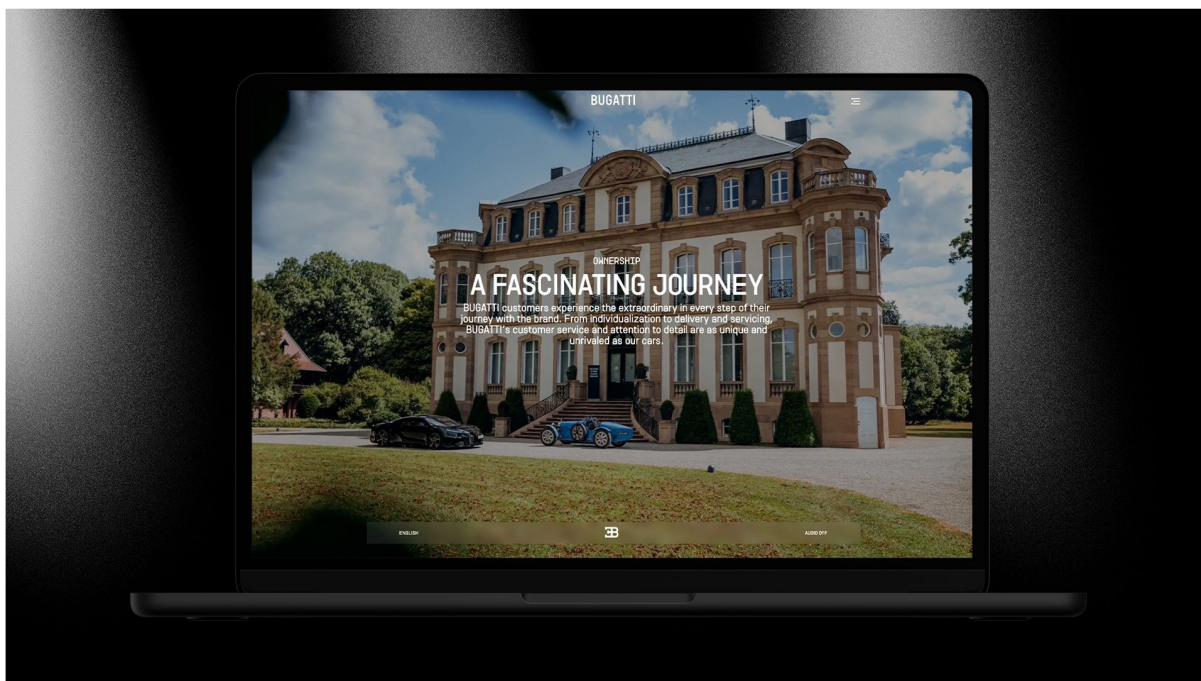 BUGATTI
OWNERSHIP
A FASCINATING JOURNEY
BUGATTI customers experience the extraordinary in every step of their
journey with the brand. From individualization to delivery and servicing,
BUGATTI's customer service and attention to detail are as unique and
unrivaled as our cars.
ENGLISH
EB
AUDIO OFF